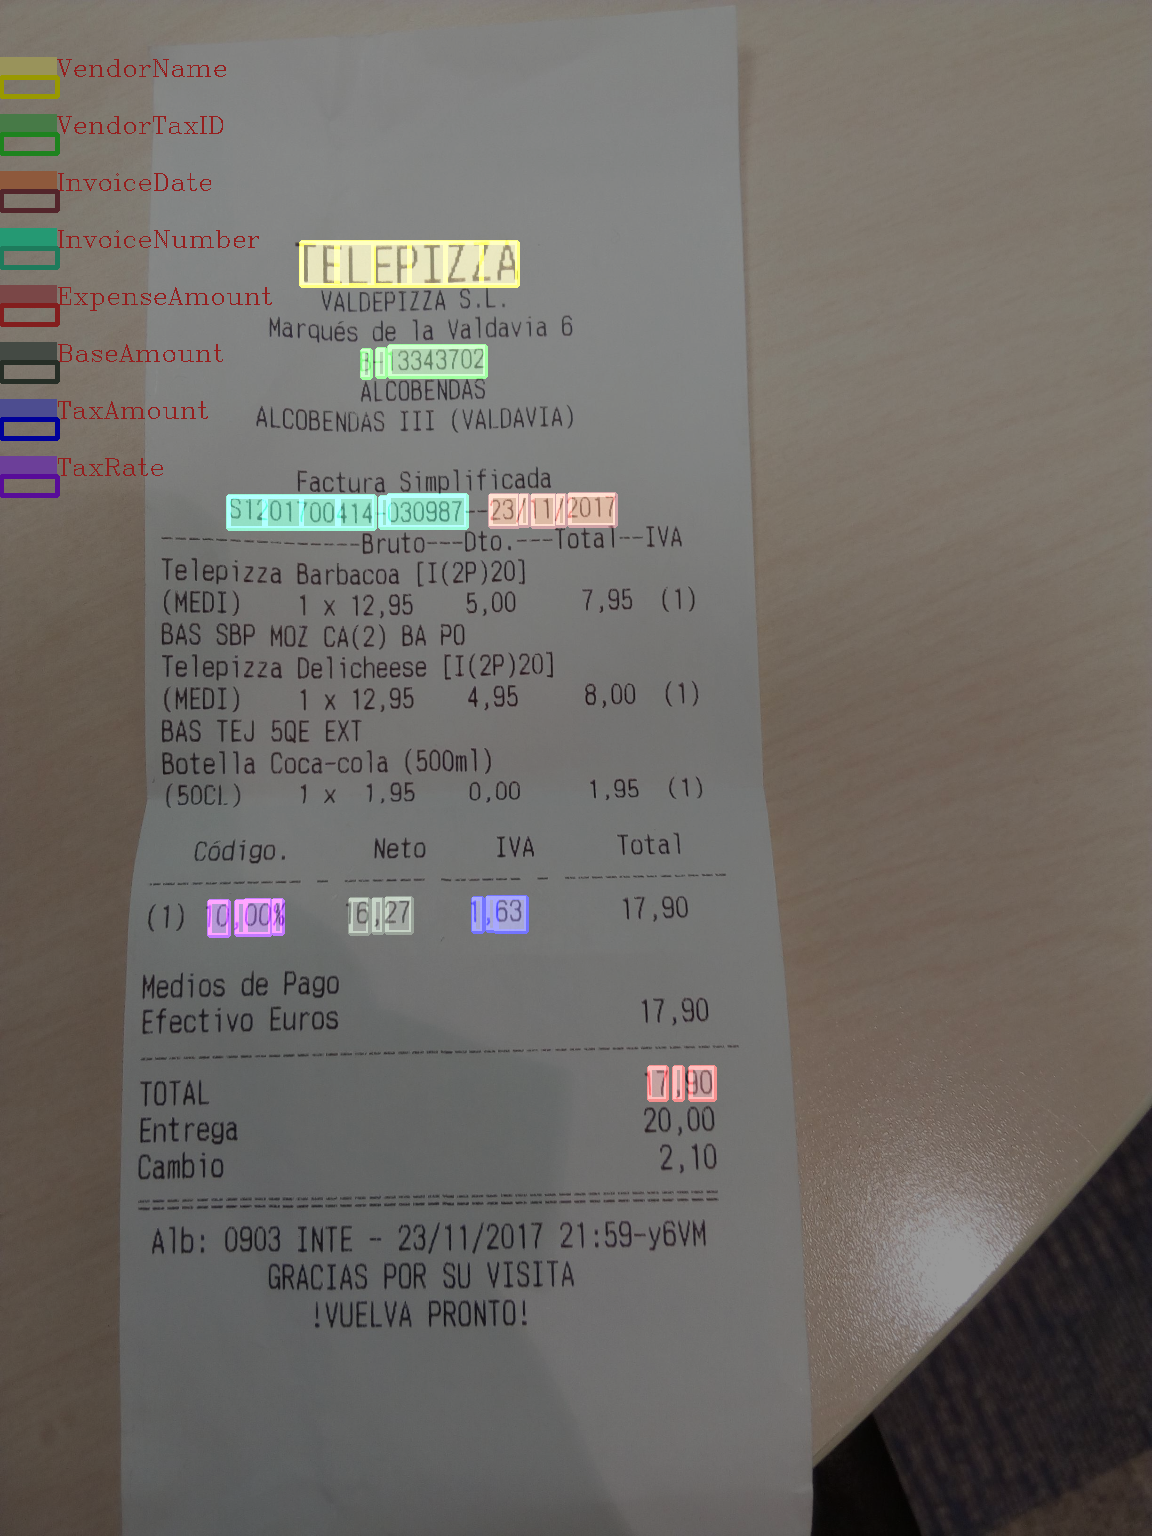 VendorName
VendorTaxID
InvoiceDate
InvoiceNumber
ExpenseAmount
BaseAmount
TaxAmount
TaxRate
TELEPIZZA
VALDEPIZZA S.L.
Marqués de la Valdavia 6
13343702
ALCOBENDAS
ALCOBENDAS III (VALDAVIA)
Factura Simplificada
S1201700414-030987--23/11/2017
---------------Bruto---Dto.---Total--IVA
Telepizza Barbacoa [I(2P)20]
(MEDI) 1 x 12,95 5,00 7,95 (1)
BAS SBP MOZ CA(2) BA PO
Telepizza Delicheese [I(2P)20]
(MEDI) 1 x 12,95 4,95 8,00 (1)
BAS TEJ 5QE EXT
Botella Coca-cola (500ml)
(50CL) 1 x 1,95 0,00 1,95 (1)
Código. Neto IVA Total
(1) 10,00% 16,27 1,63 17,90
Medios de Pago
Efectivo Euros 17,90
TOTAL 17,90
Entrega 20,00
Cambio 2,10
Alb: 0903 INTE - 23/11/2017 21:59-y6VM
GRACIAS POR SU VISITA
!VUELVA PRONTO!